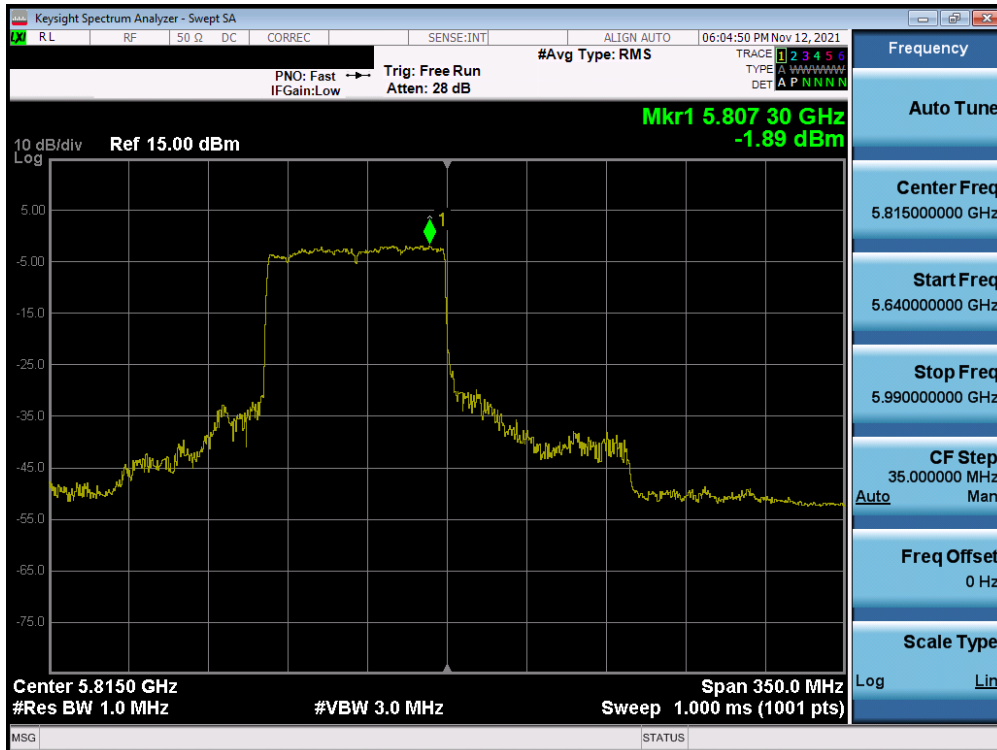 Keysight Spectrum Analyzer - Swept SA
LXI RL RF 50 Ω DC CORREC SENSE:INT ALIGN AUTO 06:04:50 PM Nov 12, 2021
Frequency
#Avg Type: RMS
TRACE 1 2 3 4 5 6
PNO: Fast Trig: Free Run
TYPE A WWWWW
IFGain:Low Atten: 28 dB
DET A P N N N N
Mkr1 5.807 30 GHz
-1.89 dBm
10 dB/div Ref 15.00 dBm
Log
1
5.00
-5.00
-15.0
-25.0
-35.0
-45.0
-55.0
-65.0
-75.0
Center 5.8150 GHz Span 350.0 MHz
#Res BW 1.0 MHz #VBW 3.0 MHz Sweep 1.000 ms (1001 pts)
MSG STATUS
Auto Tune
Center Freq
5.815000000 GHz
Start Freq
5.640000000 GHz
Stop Freq
5.990000000 GHz
CF Step
35.000000 MHz
Auto Man
Freq Offset
0 Hz
Scale Type
Log Lin